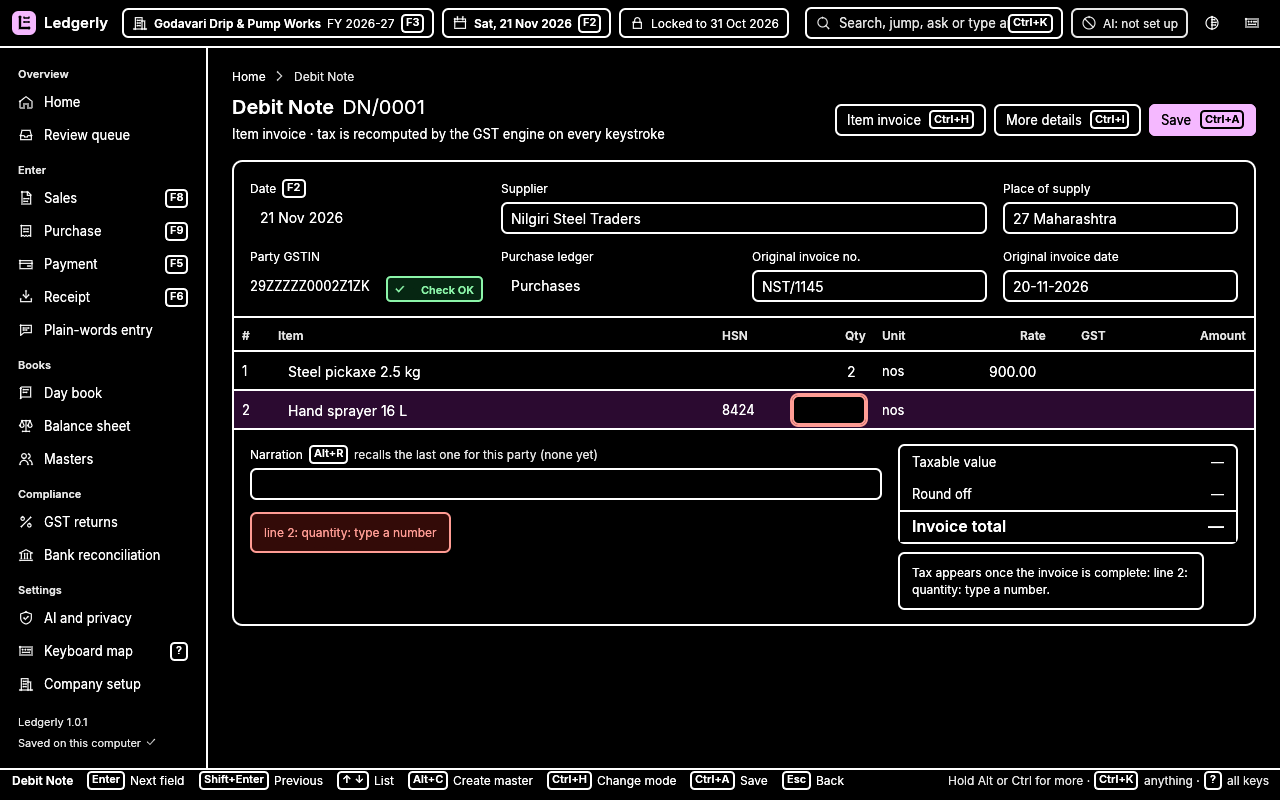 Ledgerly
Godavari Drip & Pump Works FY 2026-27 F3
Sat, 21 Nov 2026 F2
Locked to 31 Oct 2026
Search, jump, ask or type a Ctrl+K
AI: not set up
Overview
Home
Review queue
Enter
Sales F8
Purchase F9
Payment F5
Receipt F6
Plain-words entry
Books
Day book
Balance sheet
Masters
Compliance
GST returns
Bank reconciliation
Settings
AI and privacy
Keyboard map ?
Company setup
Ledgerly 1.0.1
Saved on this computer
Home Debit Note
Debit Note DN/0001
Item invoice · tax is recomputed by the GST engine on every keystroke
Item invoice Ctrl+H
More details Ctrl+I
Save Ctrl+A
Date F2 Supplier Place of supply
21 Nov 2026 Nilgiri Steel Traders 27 Maharashtra
Party GSTIN Purchase ledger Original invoice no. Original invoice date
29ZZZZZ0002Z1ZK Check OK Purchases NST/1145 20-11-2026
# Item HSN Qty Unit Rate GST Amount
1 Steel pickaxe 2.5 kg 2 nos 900.00
2 Hand sprayer 16 L 8424 nos
Narration Alt+R recalls the last one for this party (none yet)
line 2: quantity: type a number
Taxable value —
Round off —
Invoice total —
Tax appears once the invoice is complete: line 2:
quantity: type a number.
Debit Note Enter Next field Shift+Enter Previous ↑ ↓ List Alt+C Create master Ctrl+H Change mode Ctrl+A Save Esc Back Hold Alt or Ctrl for more · Ctrl+K anything · ? all keys